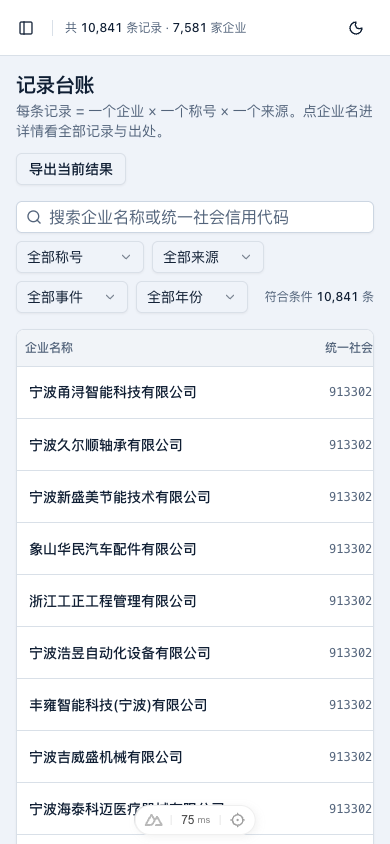 共 10,841 条记录 · 7,581 家企业
记录台账
每条记录 = 一个企业 × 一个称号 × 一个来源。点企业名进
详情看全部记录与出处。
导出当前结果
搜索企业名称或统一社会信用代码
全部称号 全部来源
全部事件 全部年份 符合条件 10,841 条
企业名称 统一社会
宁波甬浔智能科技有限公司 913302
宁波久尔顺轴承有限公司 913302
宁波新盛美节能技术有限公司 913302
象山华民汽车配件有限公司 913302
浙江工正工程管理有限公司 913302
宁波浩昱自动化设备有限公司 913302
丰雍智能科技(宁波)有限公司 913302
宁波吉威盛机械有限公司 913302
宁波海泰科迈医疗 913302
75 ms